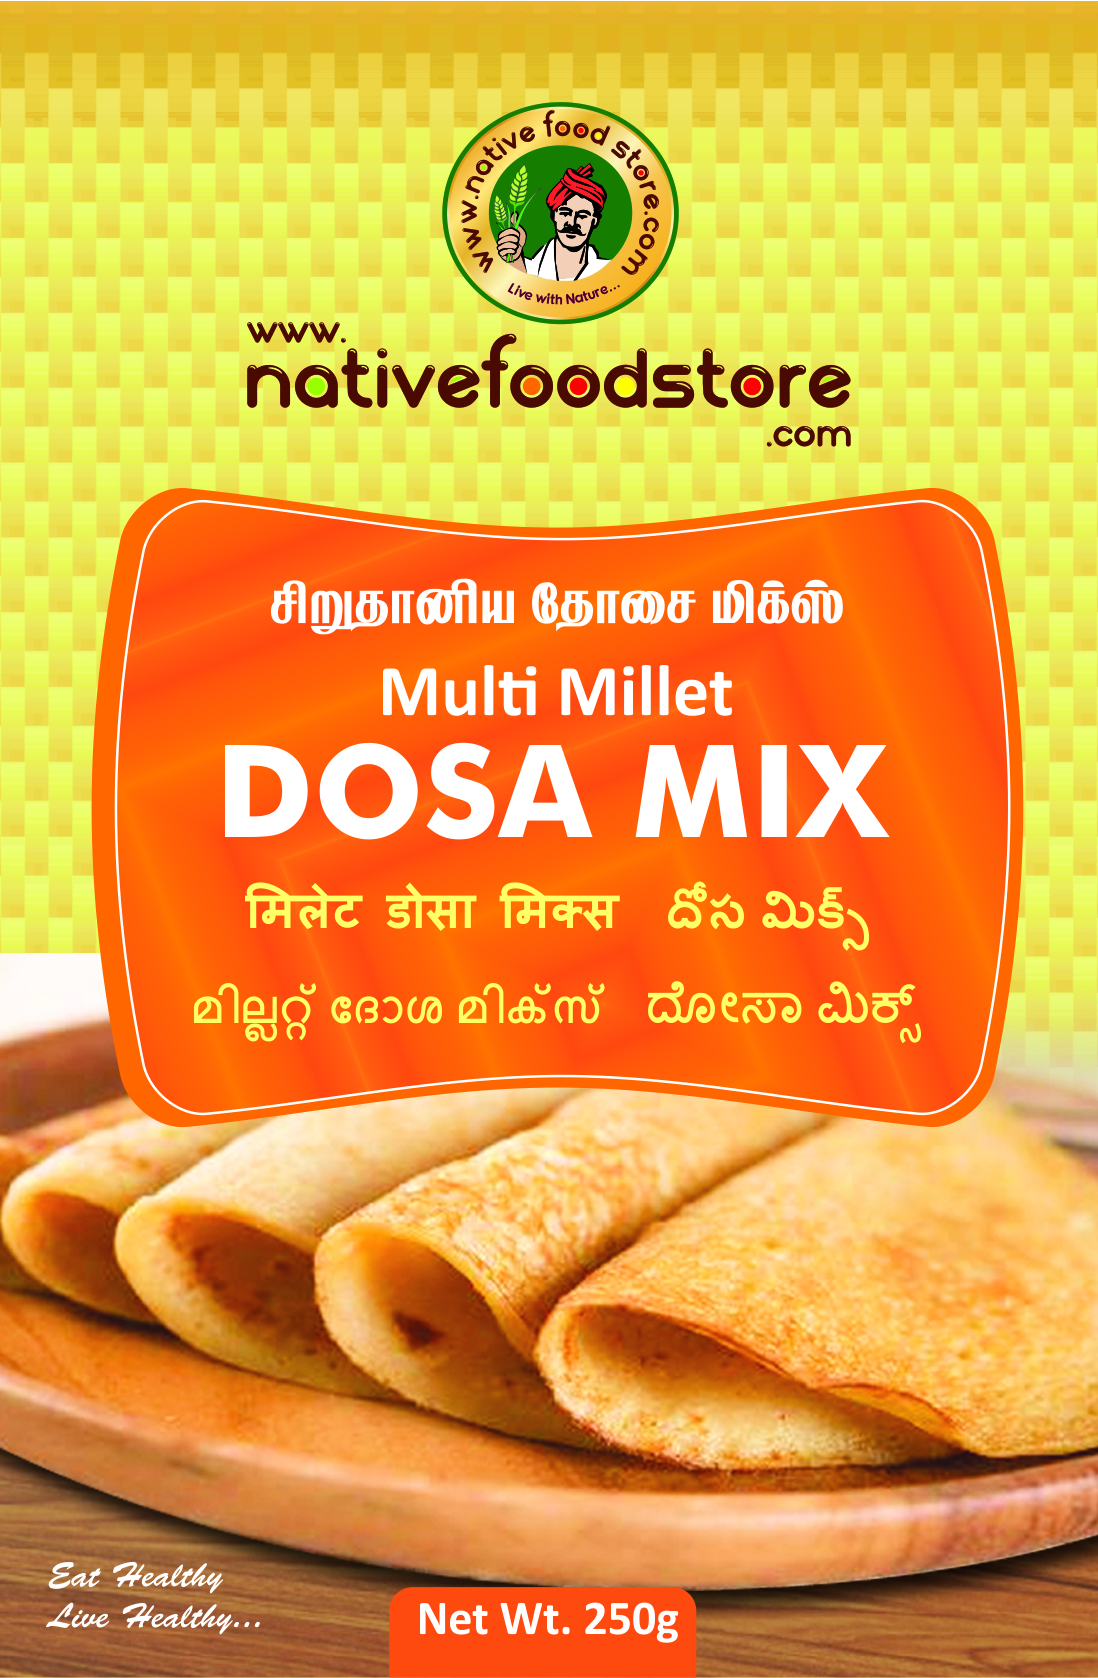 www.native food store.com
Live with Nature...
www.
nativefoodstore
.com
சிறுதானிய தோசை மிக்ஸ்
Multi Millet
DOSA MIX
मिलेट डोसा मिक्स దోస మిక్స్
മില്ലറ്റ് ദോശ മിക്സ് ದೋಸಾ ಮಿಕ್ಸ್
Eat Healthy
Live Healthy...
Net Wt. 250g